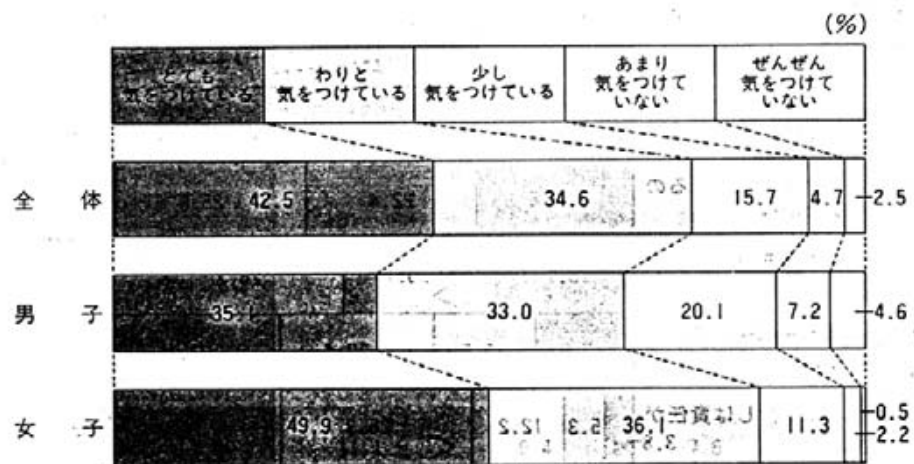 (%)
とても
気をつけている
わりと
気をつけている
少し
気をつけている
あまり
気をつけて
いない
ぜんぜん
気をつけて
いない
全体 42.5 34.6 15.7 4.7 2.5
男子 35.1 33.0 20.1 7.2 4.6
女子 49.9 36.1 11.3 0.5
2.2